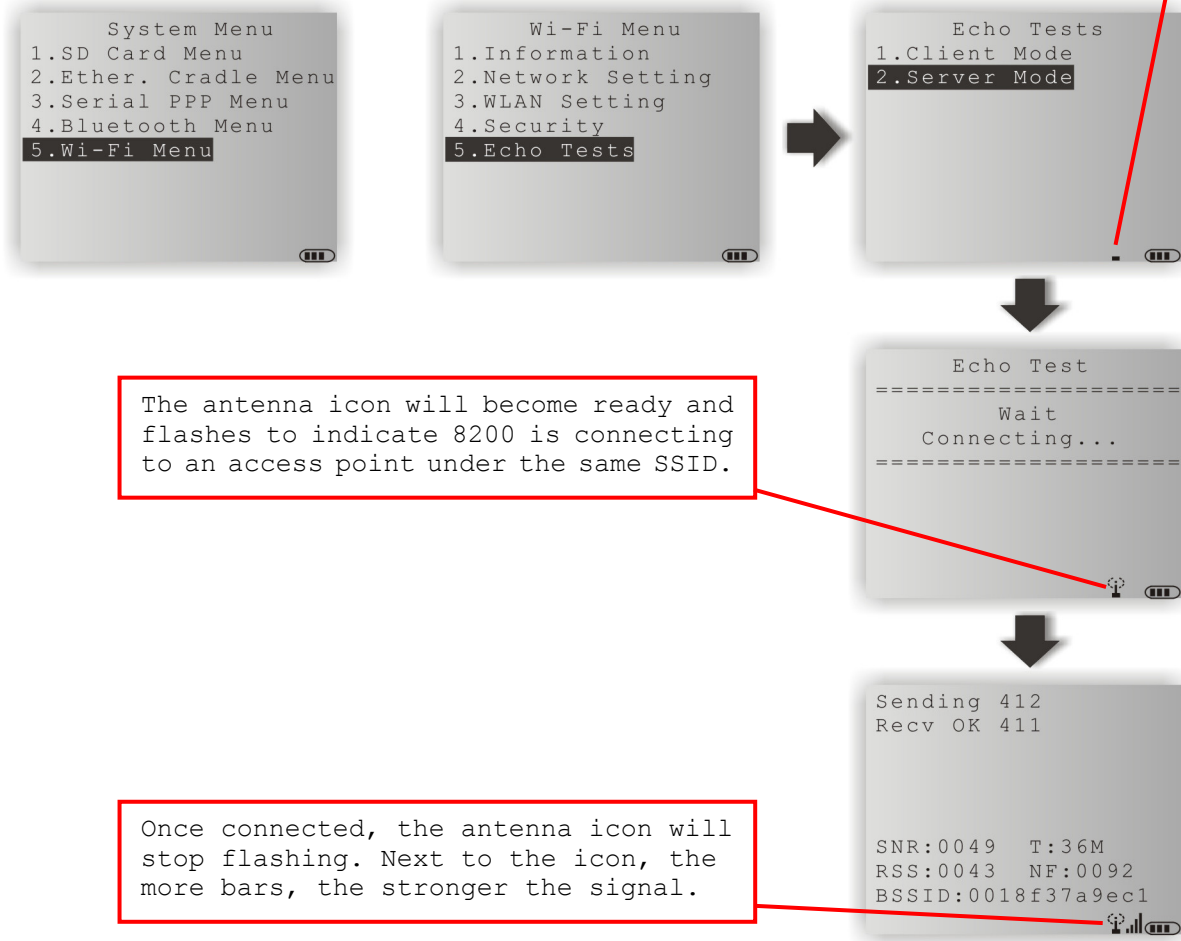 System Menu
1.SD Card Menu
2.Ether. Cradle Menu
3.Serial PPP Menu
4.Bluetooth Menu
5.Wi-Fi Menu
Wi-Fi Menu
1.Information
2.Network Setting
3.WLAN Setting
4.Security
5.Echo Tests
Echo Tests
1.Client Mode
2.Server Mode
Echo Test
====================
Wait
Connecting...
====================
The antenna icon will become ready and
flashes to indicate 8200 is connecting
to an access point under the same SSID.
Sending 412
Recv OK 411
SNR:0049 T:36M
RSS:0043 NF:0092
BSSID:0018f37a9ec1
Once connected, the antenna icon will
stop flashing. Next to the icon, the
more bars, the stronger the signal.